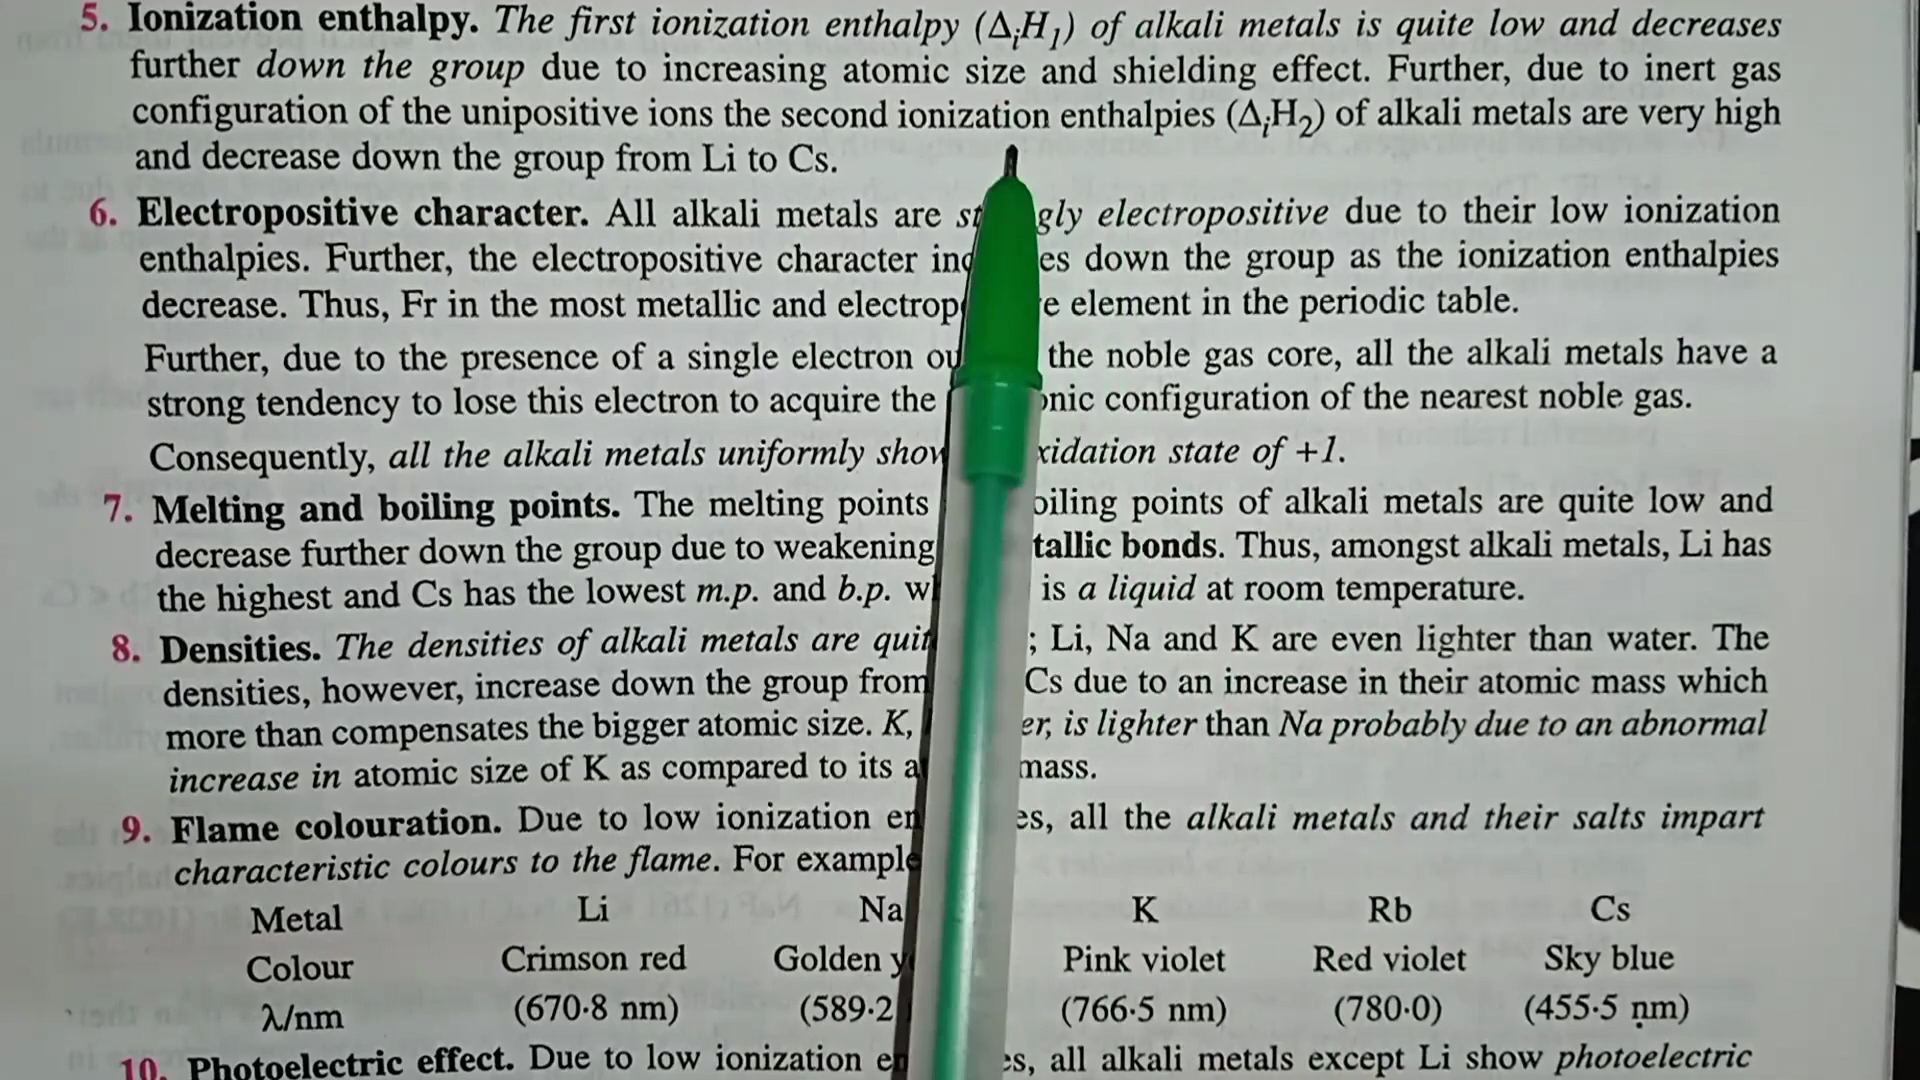 5. Ionization enthalpy. The first ionization enthalpy (ΔiH1) of alkali metals is quite low and decreases
further down the group due to increasing atomic size and shielding effect. Further, due to inert gas
configuration of the unipositive ions the second ionization enthalpies (ΔiH2) of alkali metals are very high
and decrease down the group from Li to Cs.
6. Electropositive character. All alkali metals are electropositive due to their low ionization
enthalpies. Further, the electropositive character down the group as the ionization enthalpies
decrease. Thus, Fr in the most metallic and element in the periodic table.
Further, due to the presence of a single electron the noble gas core, all the alkali metals have a
strong tendency to lose this electron to acquire the configuration of the nearest noble gas.
Consequently, all the alkali metals uniformly state of +1.
7. Melting and boiling points. The melting points points of alkali metals are quite low and
decrease further down the group due to weakening bonds. Thus, amongst alkali metals, Li has
the highest and Cs has the lowest m.p. and b.p. is a liquid at room temperature.
8. Densities. The densities of alkali metals are ; Li, Na and K are even lighter than water. The
densities, however, increase down the group from Cs due to an increase in their atomic mass which
more than compensates the bigger atomic size. K, is lighter than Na probably due to an abnormal
increase in atomic size of K as compared to its mass.
9. Flame colouration. Due to low ionization all the alkali metals and their salts impart
characteristic colours to the flame. For example
Metal Li Na K Rb Cs
Colour Crimson red Golden Pink violet Red violet Sky blue
λ/nm (670·8 nm) (589·2 (766·5 nm) (780·0) (455·5 nm)
10. Photoelectric effect. Due to low ionization all alkali metals except Li show photoelectric